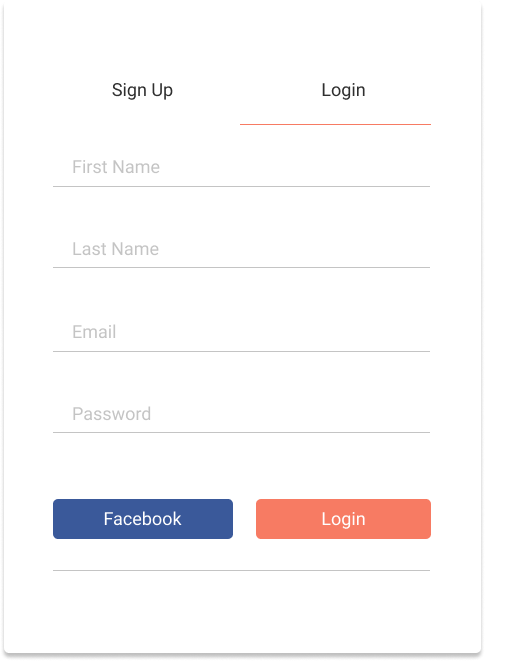 Sign Up Login
First Name
Last Name
Email
Password
Facebook Login